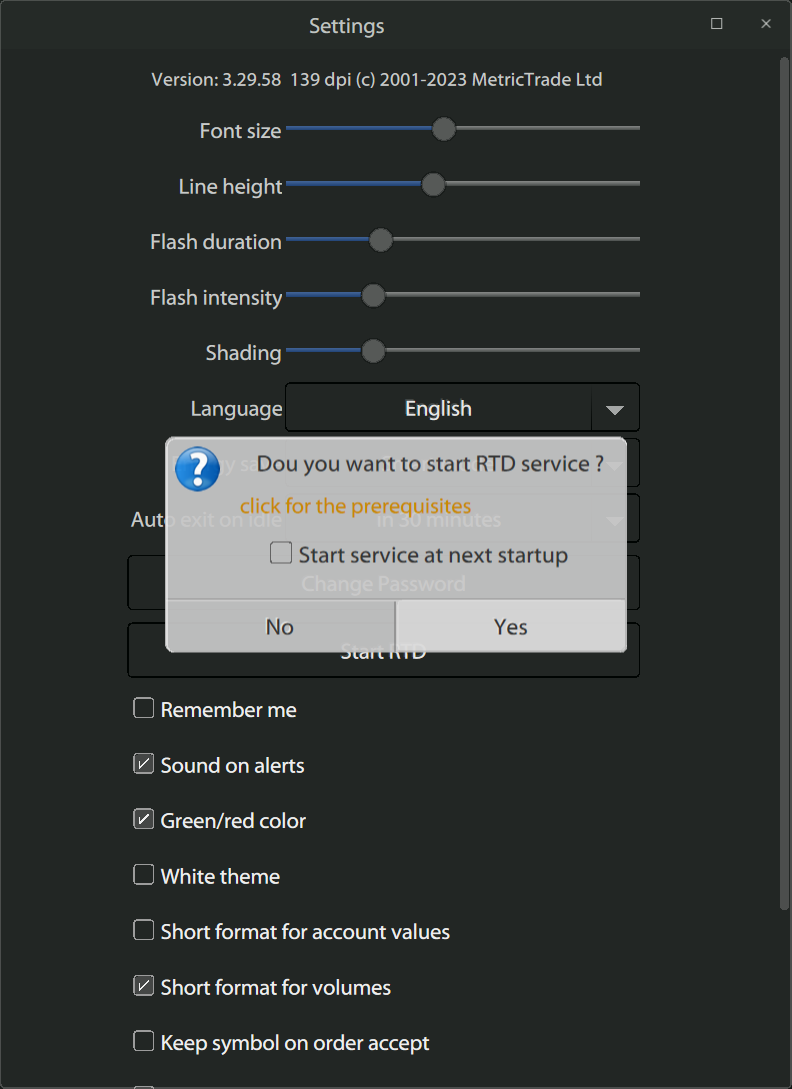 Settings
Version: 3.29.58 139 dpi (c) 2001-2023 MetricTrade Ltd
Font size
Line height
Flash duration
Flash intensity
Shading
Language English
Dou you want to start RTD service ?
click for the prerequisites
Auto exit on idle in 30 minutes
Start service at next startup
Change Password
No Yes
Start RTD
Remember me
Sound on alerts
Green/red color
White theme
Short format for account values
Short format for volumes
Keep symbol on order accept